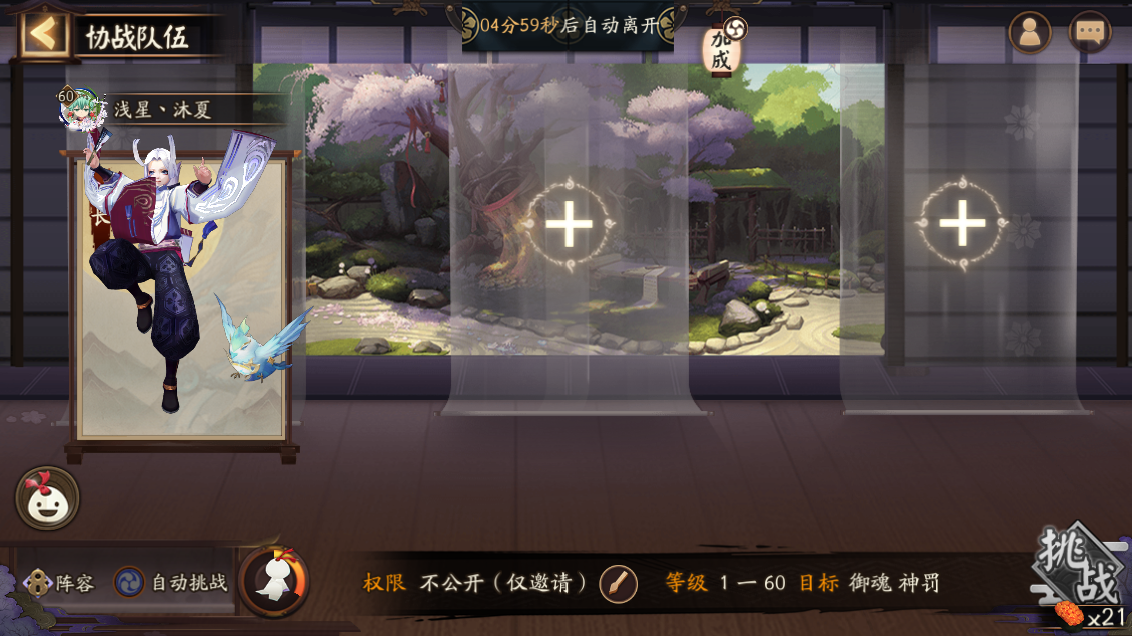 协战队伍
04分59秒后自动离开
加成
60
浅星、沐夏
长
阵容
自动挑战
权限 不公开（仅邀请）
等级 1 一 60 目标 御魂 神罚
挑战
x21